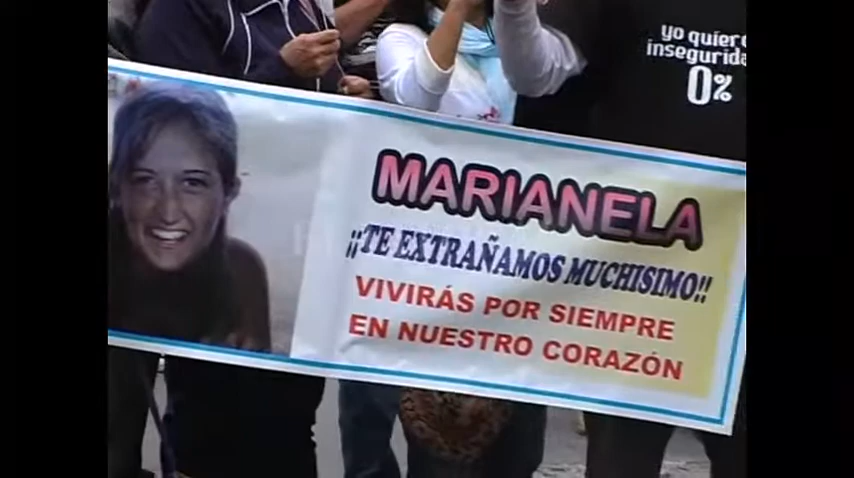 yo quiero
insegurida
0%
MARIANELA
¡¡TE EXTRAÑAMOS MUCHISIMO!!
VIVIRÁS POR SIEMPRE
EN NUESTRO CORAZÓN